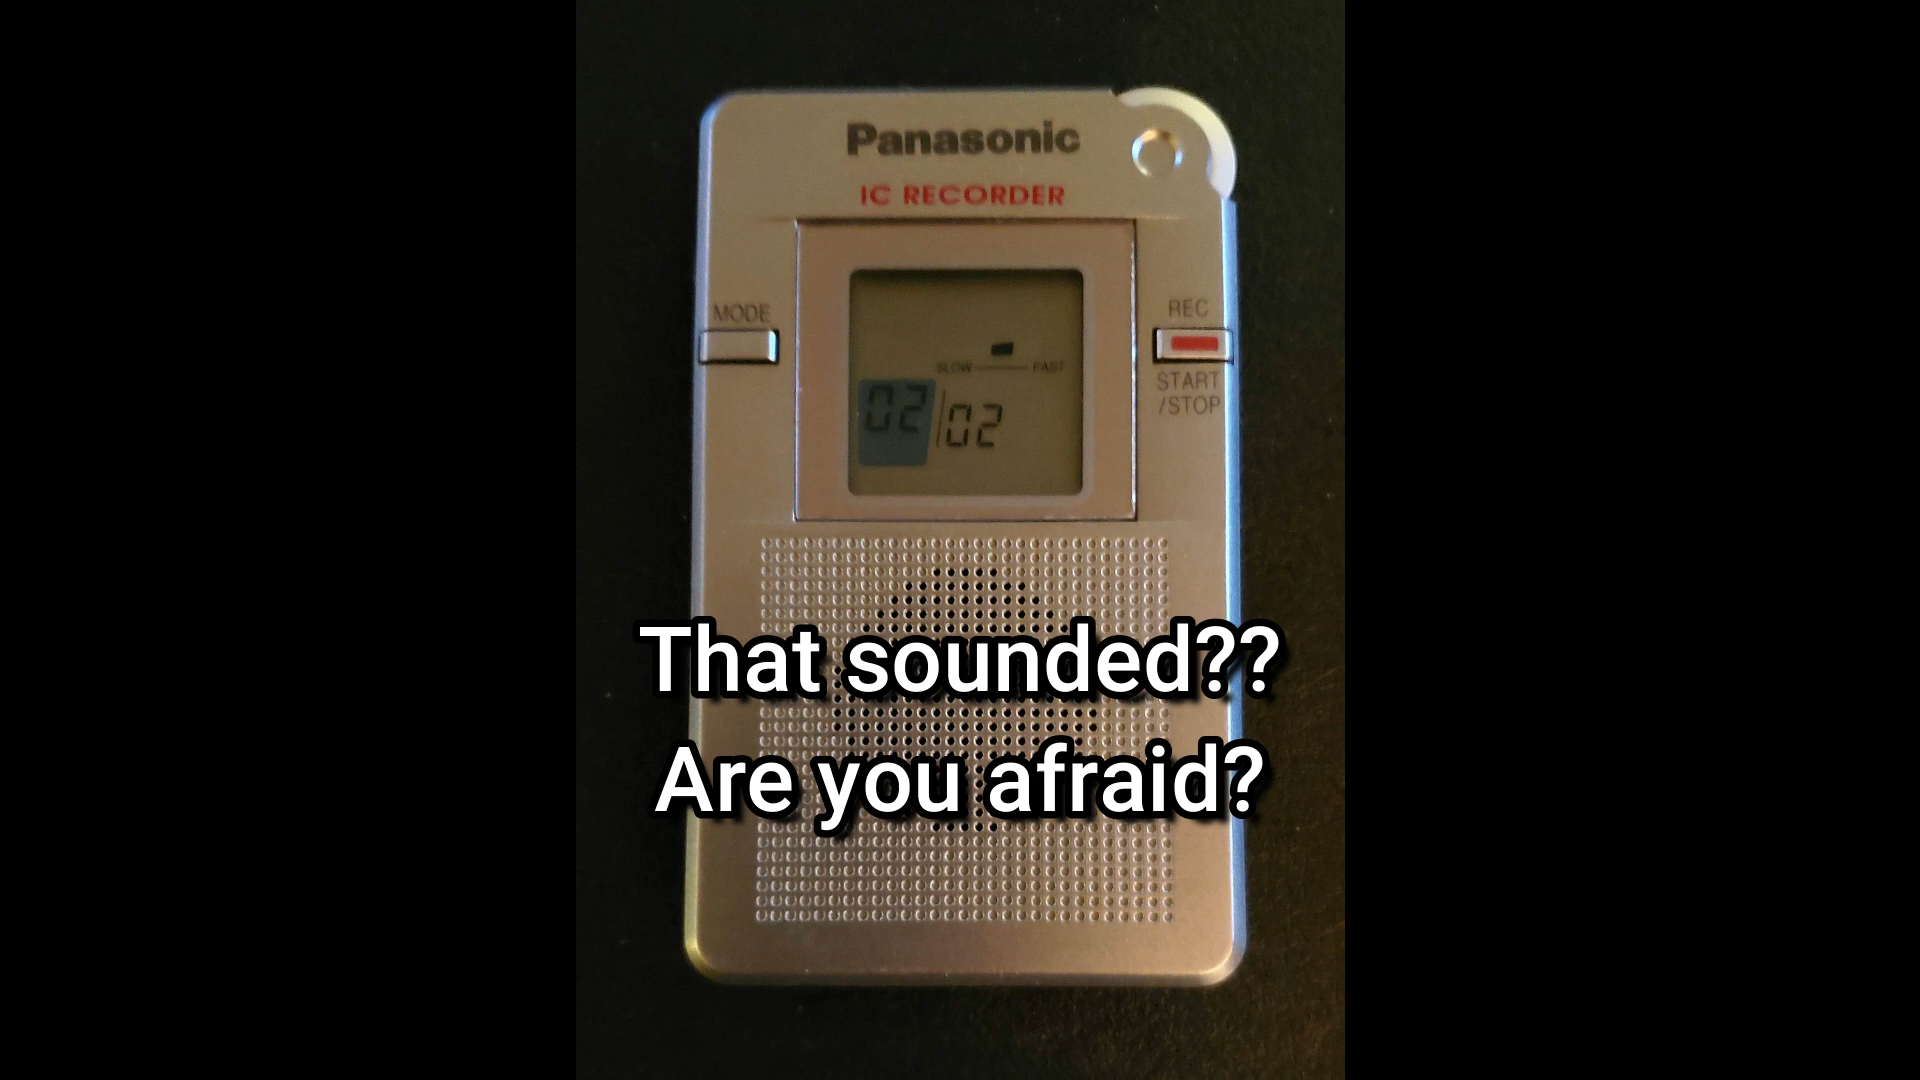 Panasonic
IC RECORDER
MODE
REC
START
/STOP
SLOW FAST
02/02
That sounded??
Are you afraid?